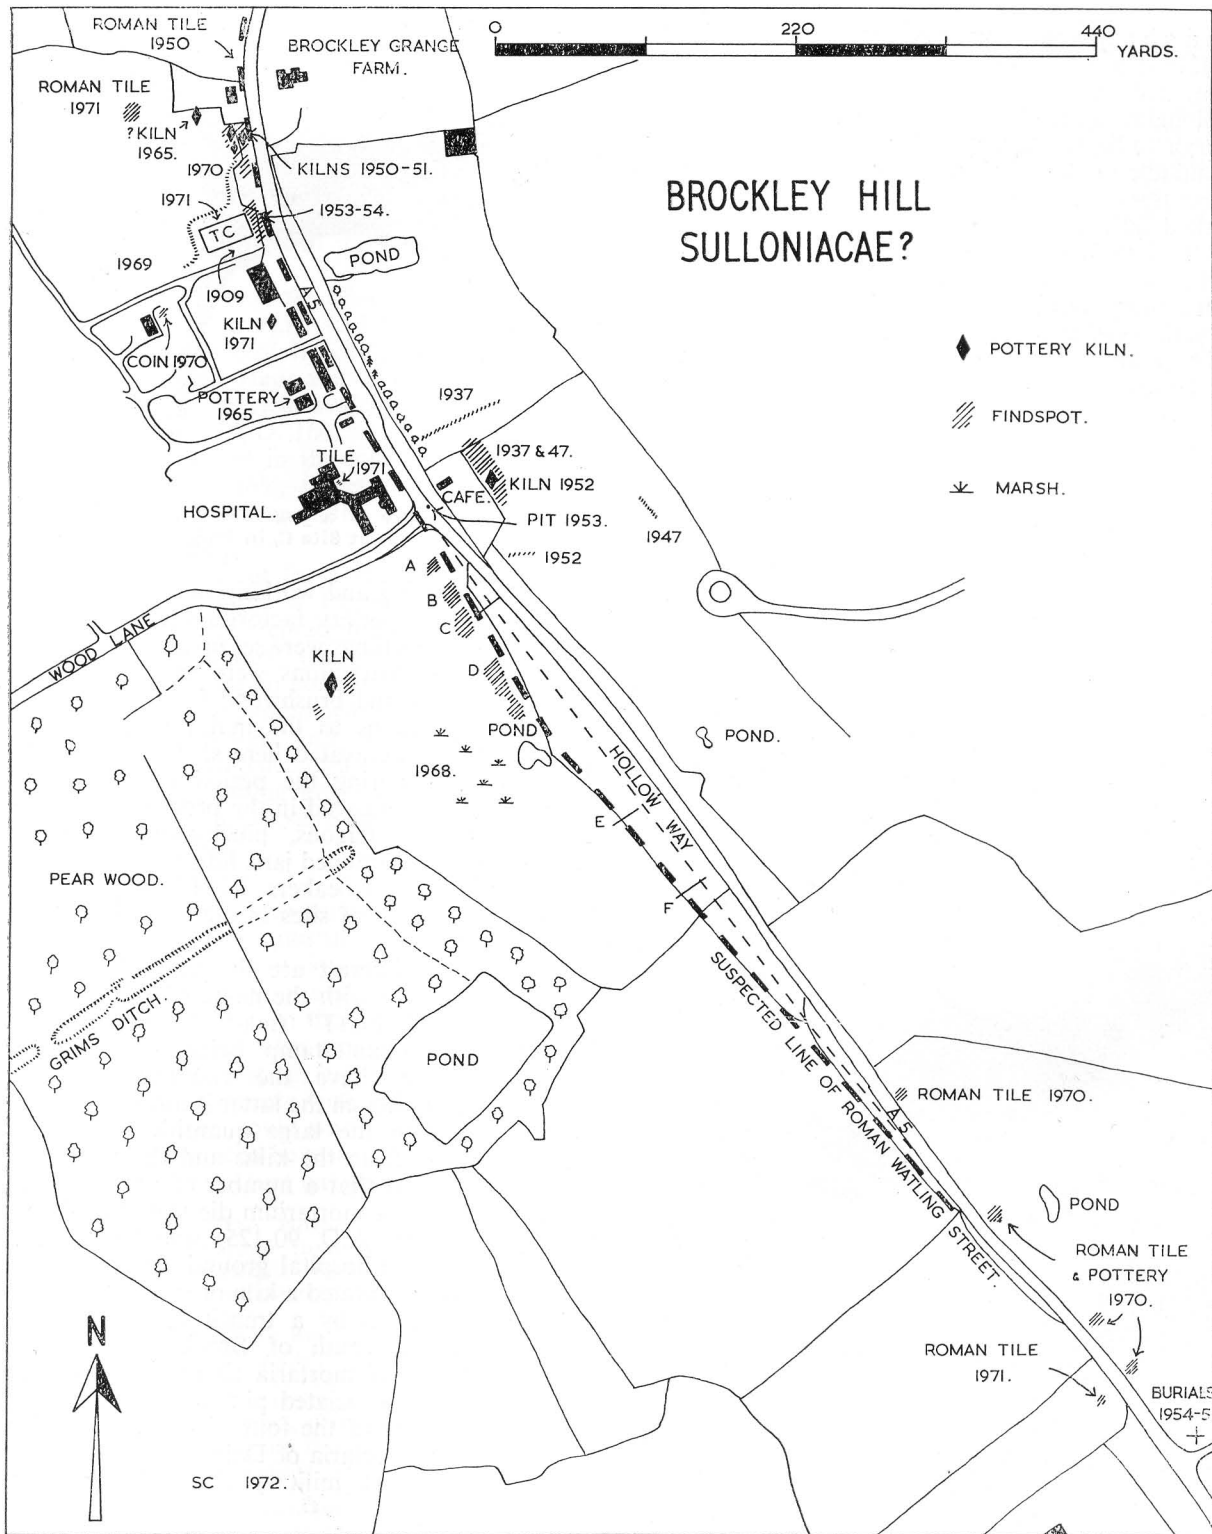 ROMAN TILE
1950
BROCKLEY GRANGE
FARM.
0
220
440
YARDS.
ROMAN TILE
1971
?KILN
1965.
1970
KILNS 1950-51.
1971
1953-54.
TC
1969
1909
POND
A5
KILN
1971
COIN 1970
POTTERY
1965
TILE
1971
HOSPITAL.
BROCKLEY HILL
SULLONIACAE?
POTTERY KILN.
FINDSPOT.
MARSH.
1937
1937 & 47.
KILN 1952
CAFE.
PIT 1953.
1952
1947
A
B
C
D
WOOD LANE
KILN
POND
1968.
POND.
HOLLOW WAY
E
F
PEAR WOOD.
GRIMS DITCH.
POND
SUSPECTED LINE OF ROMAN WATLING STREET.
A5
ROMAN TILE 1970.
POND
ROMAN TILE
& POTTERY
1970.
ROMAN TILE
1971.
BURIALS
1954-5
N
SC 1972.